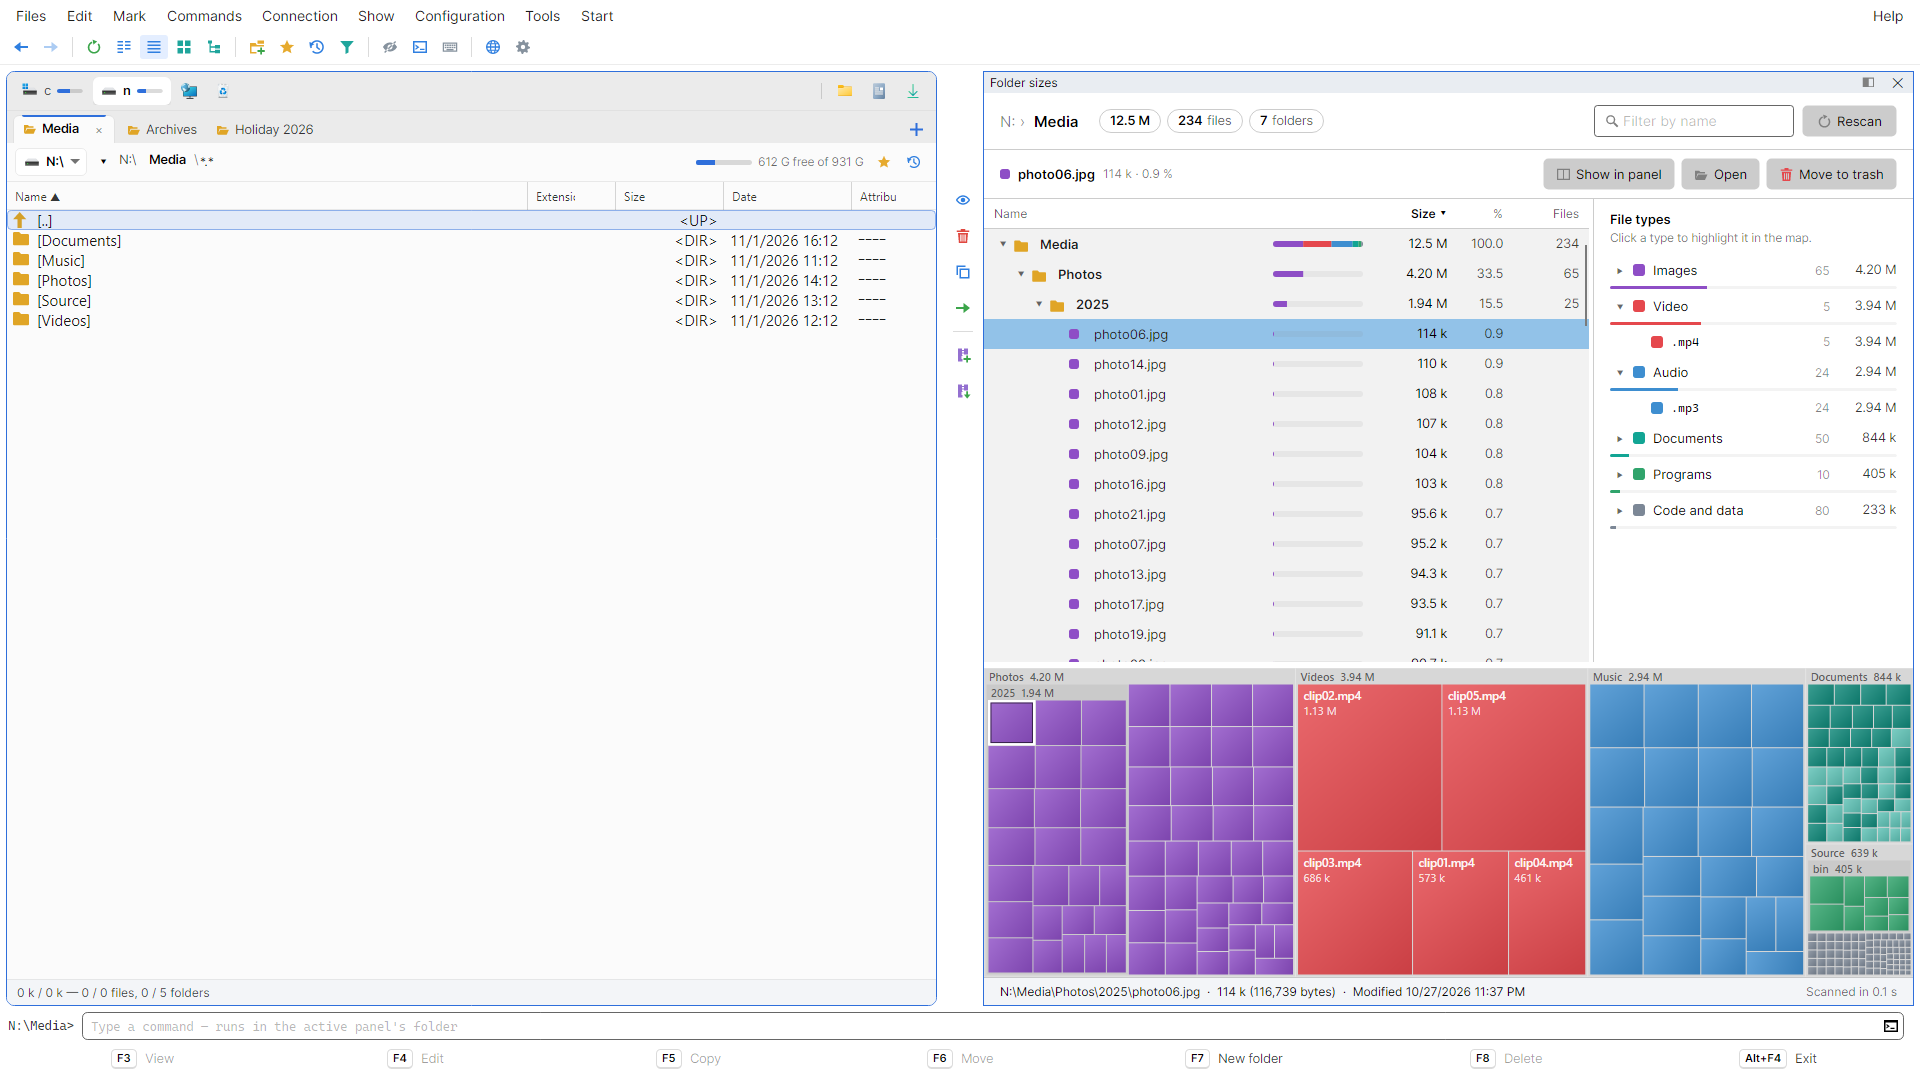 Files Edit Mark Commands Connection Show Configuration Tools Start Help
c n
Media × Archives Holiday 2026
N:\ N:\ Media \*.* 612 G free of 931 G
Name Extensi Size Date Attribu
[..] <UP>
[Documents] <DIR> 11/1/2026 16:12 ----
[Music] <DIR> 11/1/2026 11:12 ----
[Photos] <DIR> 11/1/2026 14:12 ----
[Source] <DIR> 11/1/2026 13:12 ----
[Videos] <DIR> 11/1/2026 12:12 ----
0 k / 0 k — 0 / 0 files, 0 / 5 folders
Folder sizes
N: › Media 12.5 M 234 files 7 folders Filter by name Rescan
photo06.jpg 114 k · 0.9 % Show in panel Open Move to trash
Name Size % Files
Media 12.5 M 100.0 234
Photos 4.20 M 33.5 65
2025 1.94 M 15.5 25
photo06.jpg 114 k 0.9
photo14.jpg 110 k 0.9
photo01.jpg 108 k 0.8
photo12.jpg 107 k 0.8
photo09.jpg 104 k 0.8
photo16.jpg 103 k 0.8
photo21.jpg 95.6 k 0.7
photo07.jpg 95.2 k 0.7
photo13.jpg 94.3 k 0.7
photo17.jpg 93.5 k 0.7
photo19.jpg 91.1 k 0.7
File types
Click a type to highlight it in the map.
Images 65 4.20 M
Video 5 3.94 M
.mp4 5 3.94 M
Audio 24 2.94 M
.mp3 24 2.94 M
Documents 50 844 k
Programs 10 405 k
Code and data 80 233 k
Photos 4.20 M Videos 3.94 M Music 2.94 M Documents 844 k
2025 1.94 M
clip02.mp4 clip05.mp4
1.13 M 1.13 M
Source 639 k
clip03.mp4 clip01.mp4 clip04.mp4
686 k 573 k 461 k
bin 405 k
N:\Media\Photos\2025\photo06.jpg · 114 k (116,739 bytes) · Modified 10/27/2026 11:37 PM Scanned in 0.1 s
N:\Media> Type a command — runs in the active panel's folder
F3 View F4 Edit F5 Copy F6 Move F7 New folder F8 Delete Alt+F4 Exit